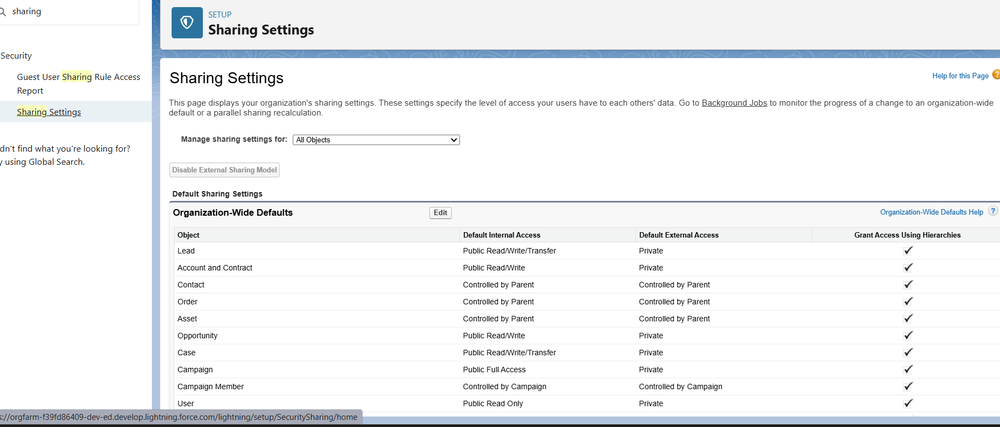 sharing
Security
Guest User Sharing Rule Access
Report
Sharing Settings
dn't find what you're looking for?
y using Global Search.
SETUP
Sharing Settings
Sharing Settings
Help for this Page ?
This page displays your organization's sharing settings. These settings specify the level of access your users have to each others' data. Go to Background Jobs to monitor the progress of a change to an organization-wide
default or a parallel sharing recalculation.
Manage sharing settings for: All Objects
Disable External Sharing Model
Default Sharing Settings
Organization-Wide Defaults Edit Organization-Wide Defaults Help ?
Object Default Internal Access Default External Access Grant Access Using Hierarchies
Lead Public Read/Write/Transfer Private
Account and Contract Public Read/Write Private
Contact Controlled by Parent Controlled by Parent
Order Controlled by Parent Controlled by Parent
Asset Controlled by Parent Controlled by Parent
Opportunity Public Read/Write Private
Case Public Read/Write/Transfer Private
Campaign Public Full Access Private
Campaign Member Controlled by Campaign Controlled by Campaign
User Public Read Only Private
s://orgfarm-f39fd86409-dev-ed.develop.lightning.force.com/lightning/setup/SecuritySharing/home